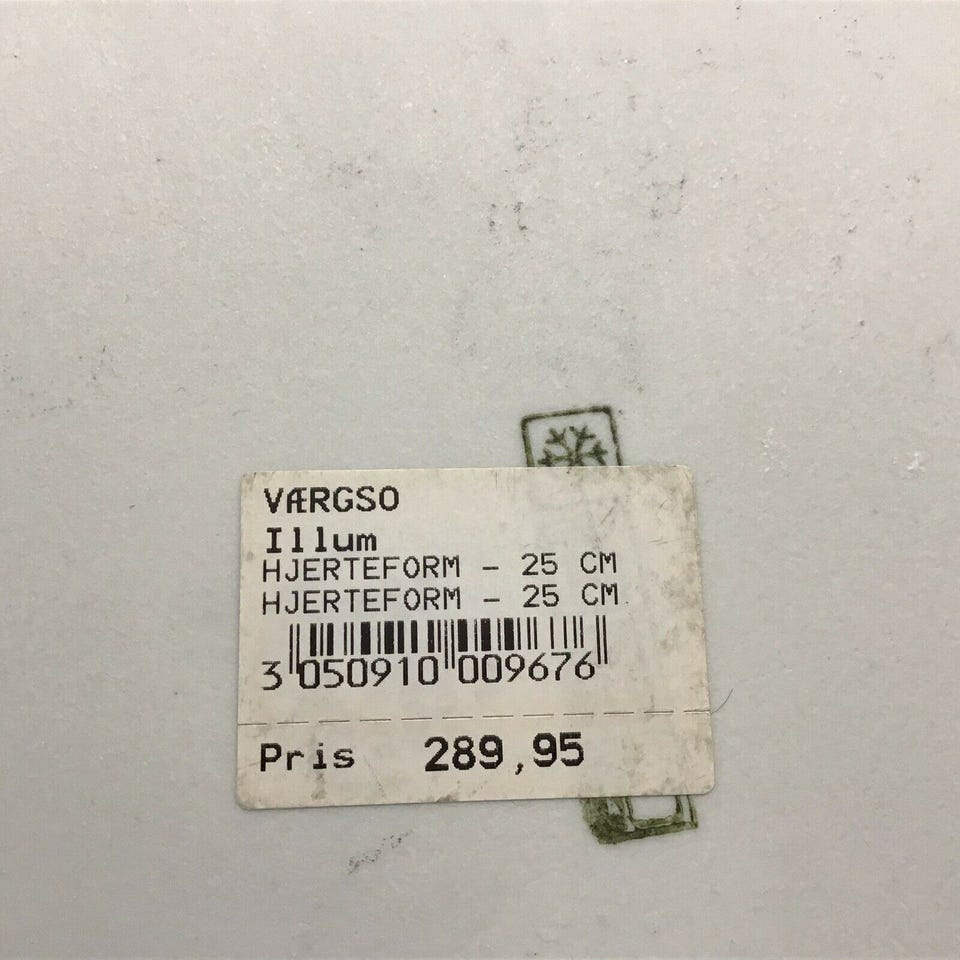 VÆRGSO
Illum
HJERTEFORM - 25 CM
HJERTEFORM - 25 CM
3 050910 009676
Pris 289,95